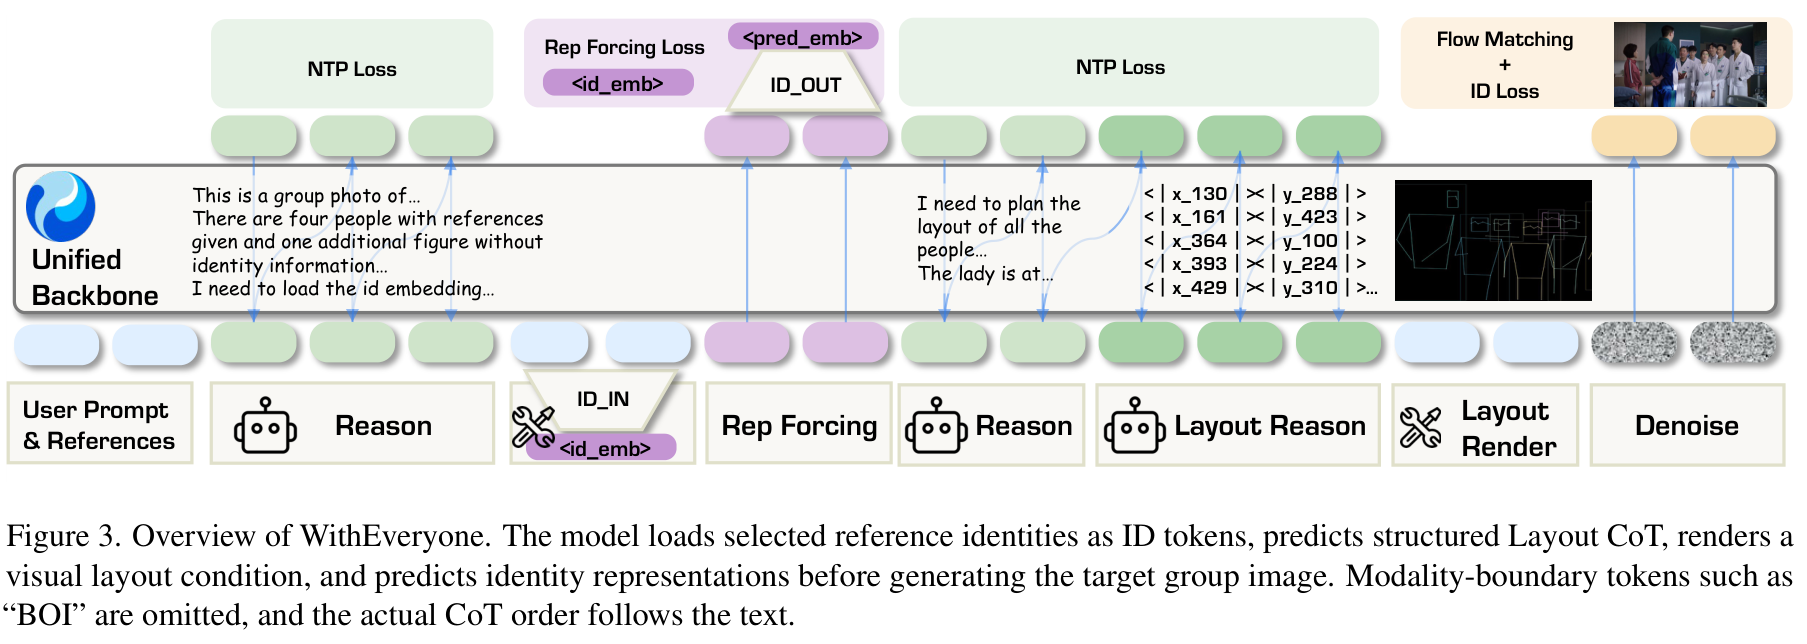 NTP Loss
Rep Forcing Loss
<id_emb>
<pred_emb>
ID_OUT
NTP Loss
Flow Matching
+
ID Loss
Unified
Backbone
This is a group photo of...
There are four people with references
given and one additional figure without
identity information...
I need to load the id embedding...
I need to plan the
layout of all the
people...
The lady is at...
< | x_130 | >< | y_288 | >
< | x_161 | >< | y_423 | >
< | x_364 | >< | y_100 | >
< | x_393 | >< | y_224 | >
< | x_429 | >< | y_310 | >...
User Prompt
& References
Reason
ID_IN
<id_emb>
Rep Forcing
Reason
Layout Reason
Layout
Render
Denoise
Figure 3. Overview of WithEveryone. The model loads selected reference identities as ID tokens, predicts structured Layout CoT, renders a
visual layout condition, and predicts identity representations before generating the target group image. Modality-boundary tokens such as
“BOI” are omitted, and the actual CoT order follows the text.